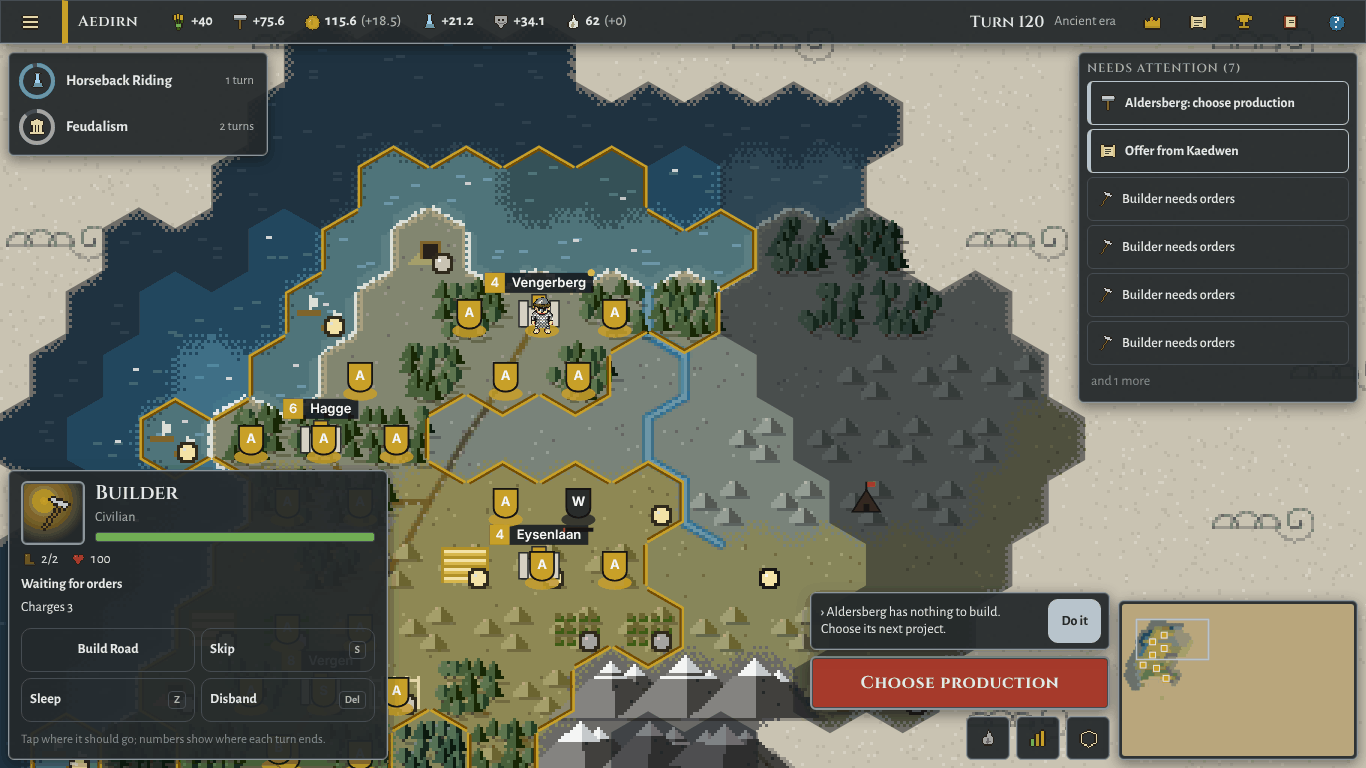 AEDIRN
+40
+75.6
115.6 (+18.5)
+21.2
+34.1
62 (+0)
TURN 120 Ancient era
?
Horseback Riding 1 turn
Feudalism 2 turns
NEEDS ATTENTION (7)
Aldersberg: choose production
Offer from Kaedwen
Builder needs orders
Builder needs orders
Builder needs orders
Builder needs orders
and 1 more
4 Vengerberg
A
A
A
A
A
6 Hagge
A
A
A
A
W
4 Eysenlaan
A
A
A
BUILDER
Civilian
2/2 100
Waiting for orders
Charges 3
Build Road
Skip S
Vergen
Sleep Z
Disband Del
Tap where it should go; numbers show where each turn ends.
› Aldersberg has nothing to build.
Choose its next project.
Do it
CHOOSE PRODUCTION